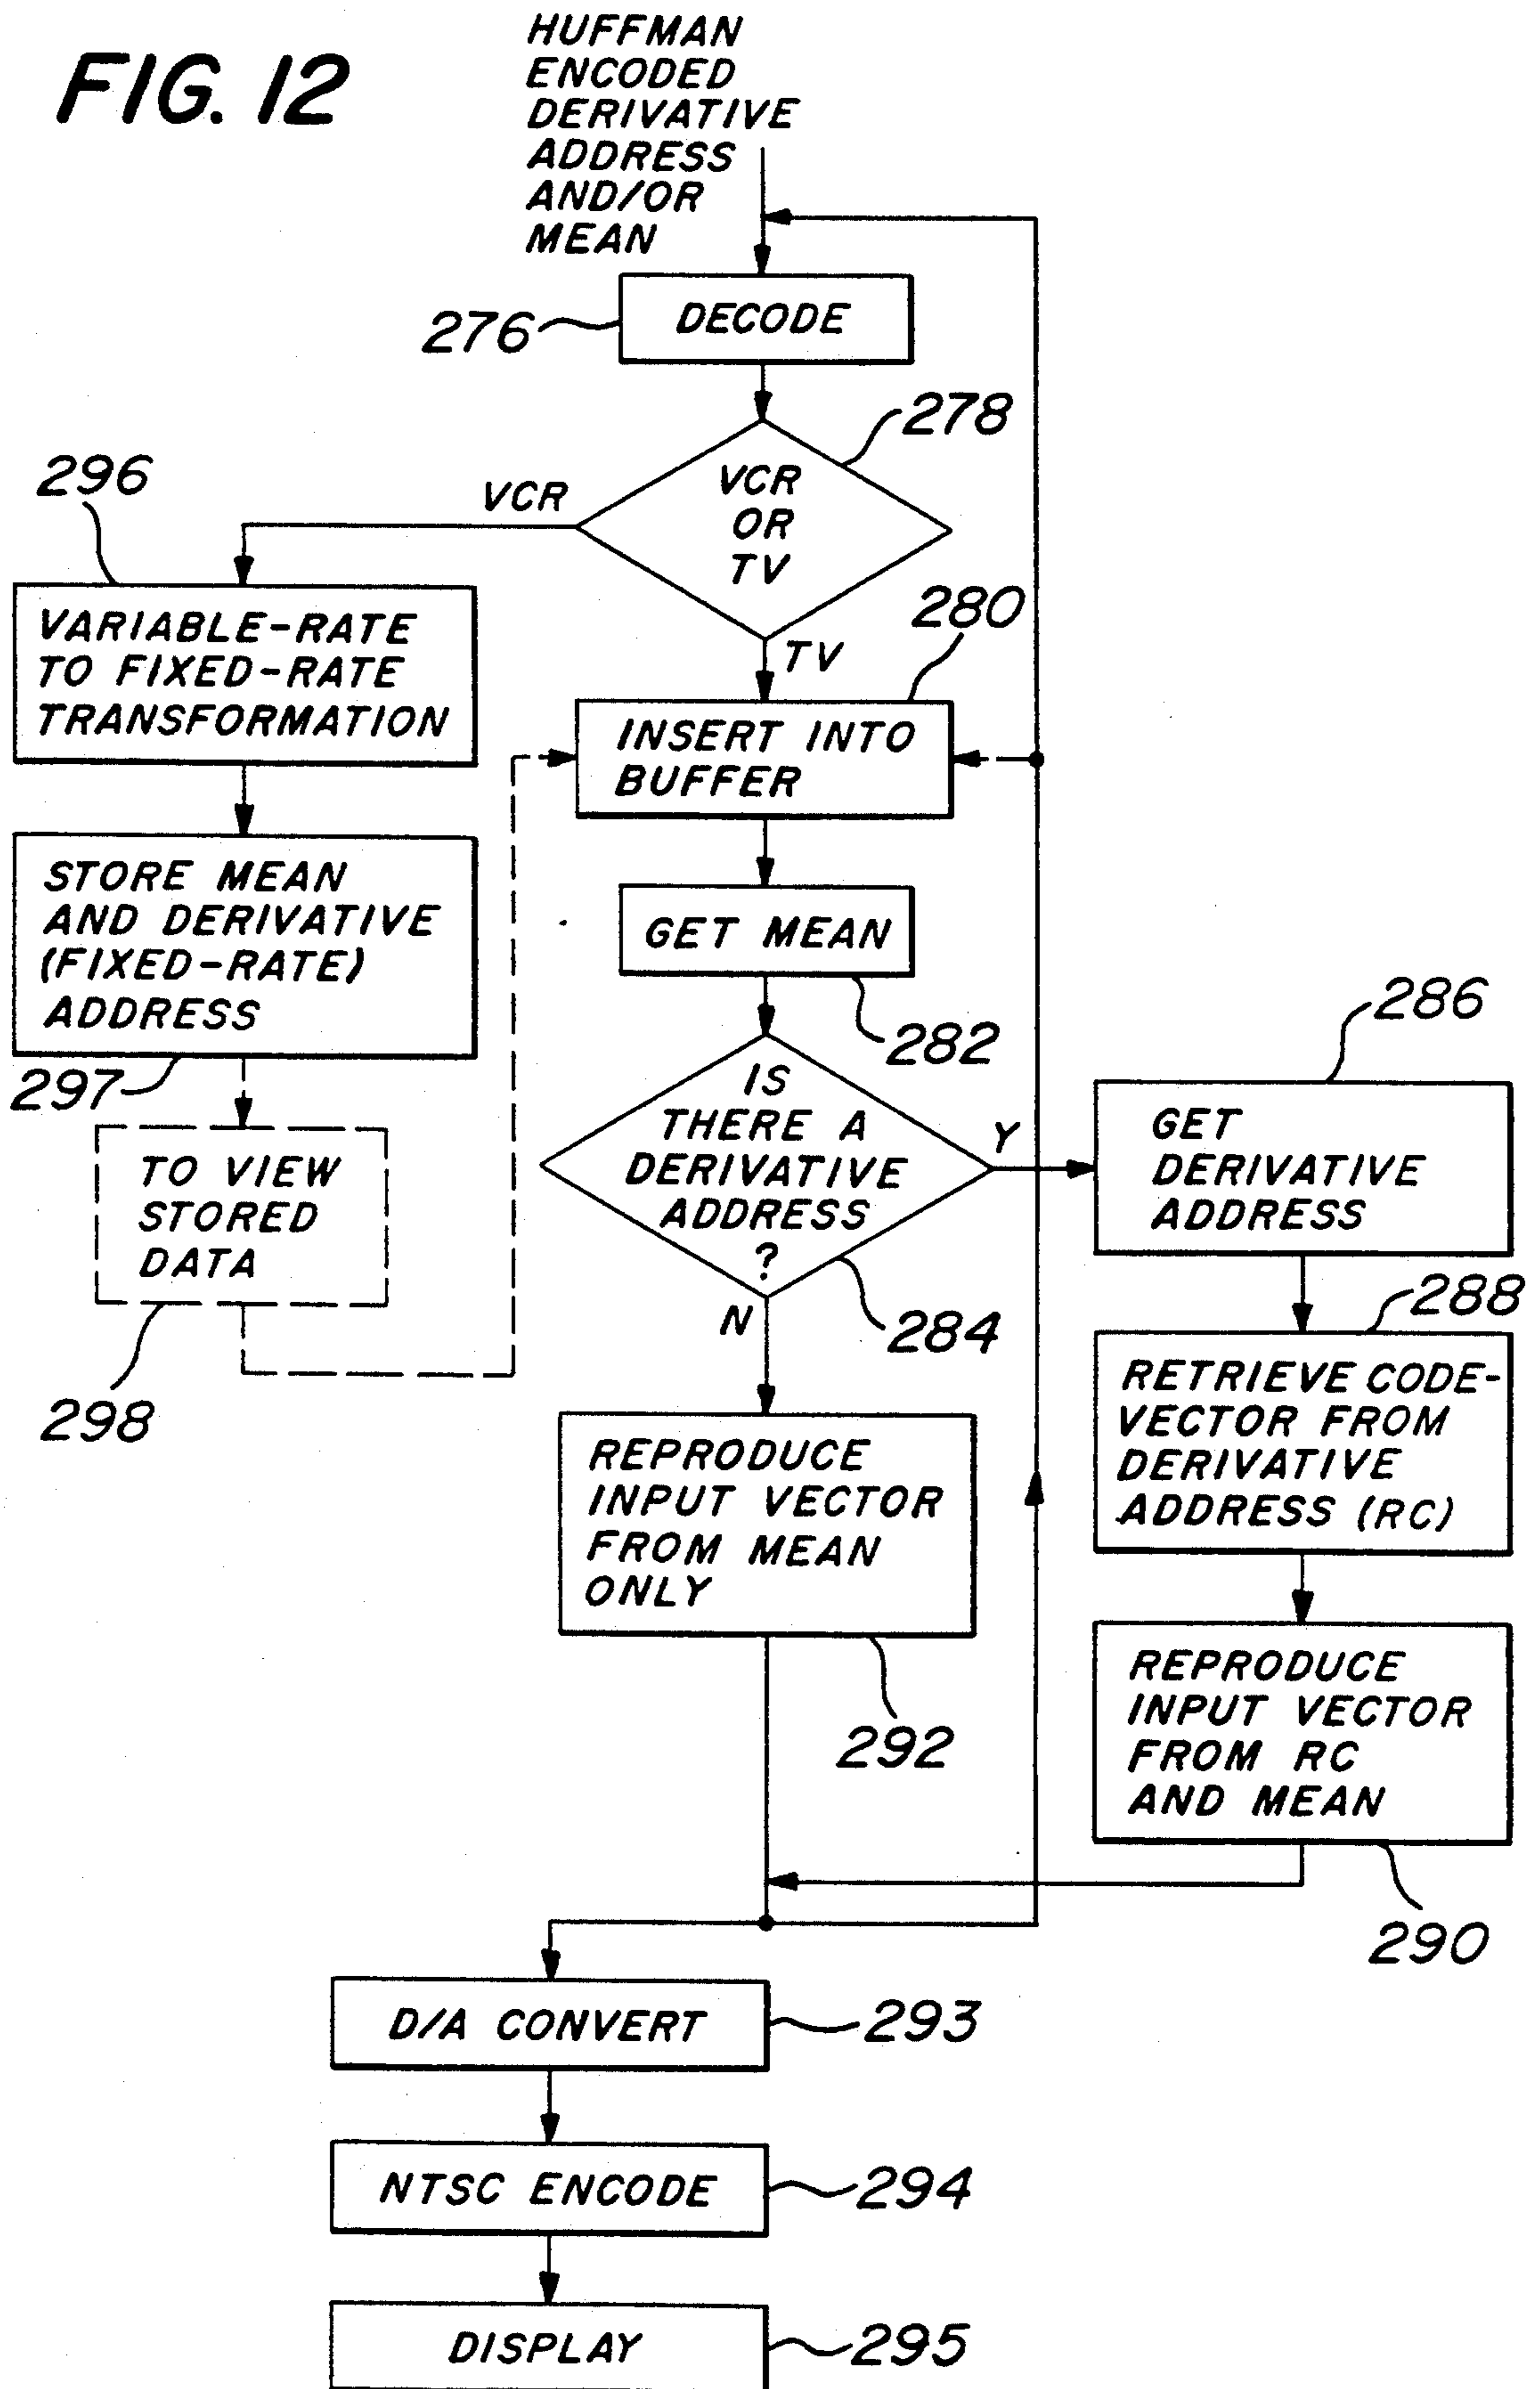 FIG. 12
HUFFMAN
ENCODED
DERIVATIVE
ADDRESS
AND/OR
MEAN
276
DECODE
278
VCR
OR
TV
VCR
TV
296
VARIABLE-RATE
TO FIXED-RATE
TRANSFORMATION
280
INSERT INTO
BUFFER
STORE MEAN
AND DERIVATIVE
(FIXED-RATE)
ADDRESS
297
GET MEAN
282
TO VIEW
STORED
DATA
298
IS
THERE A
DERIVATIVE
ADDRESS
?
Y
N
284
286
GET
DERIVATIVE
ADDRESS
288
RETRIEVE CODE-
VECTOR FROM
DERIVATIVE
ADDRESS (RC)
REPRODUCE
INPUT VECTOR
FROM MEAN
ONLY
292
REPRODUCE
INPUT VECTOR
FROM RC
AND MEAN
290
D/A CONVERT
293
NTSC ENCODE
294
DISPLAY
295